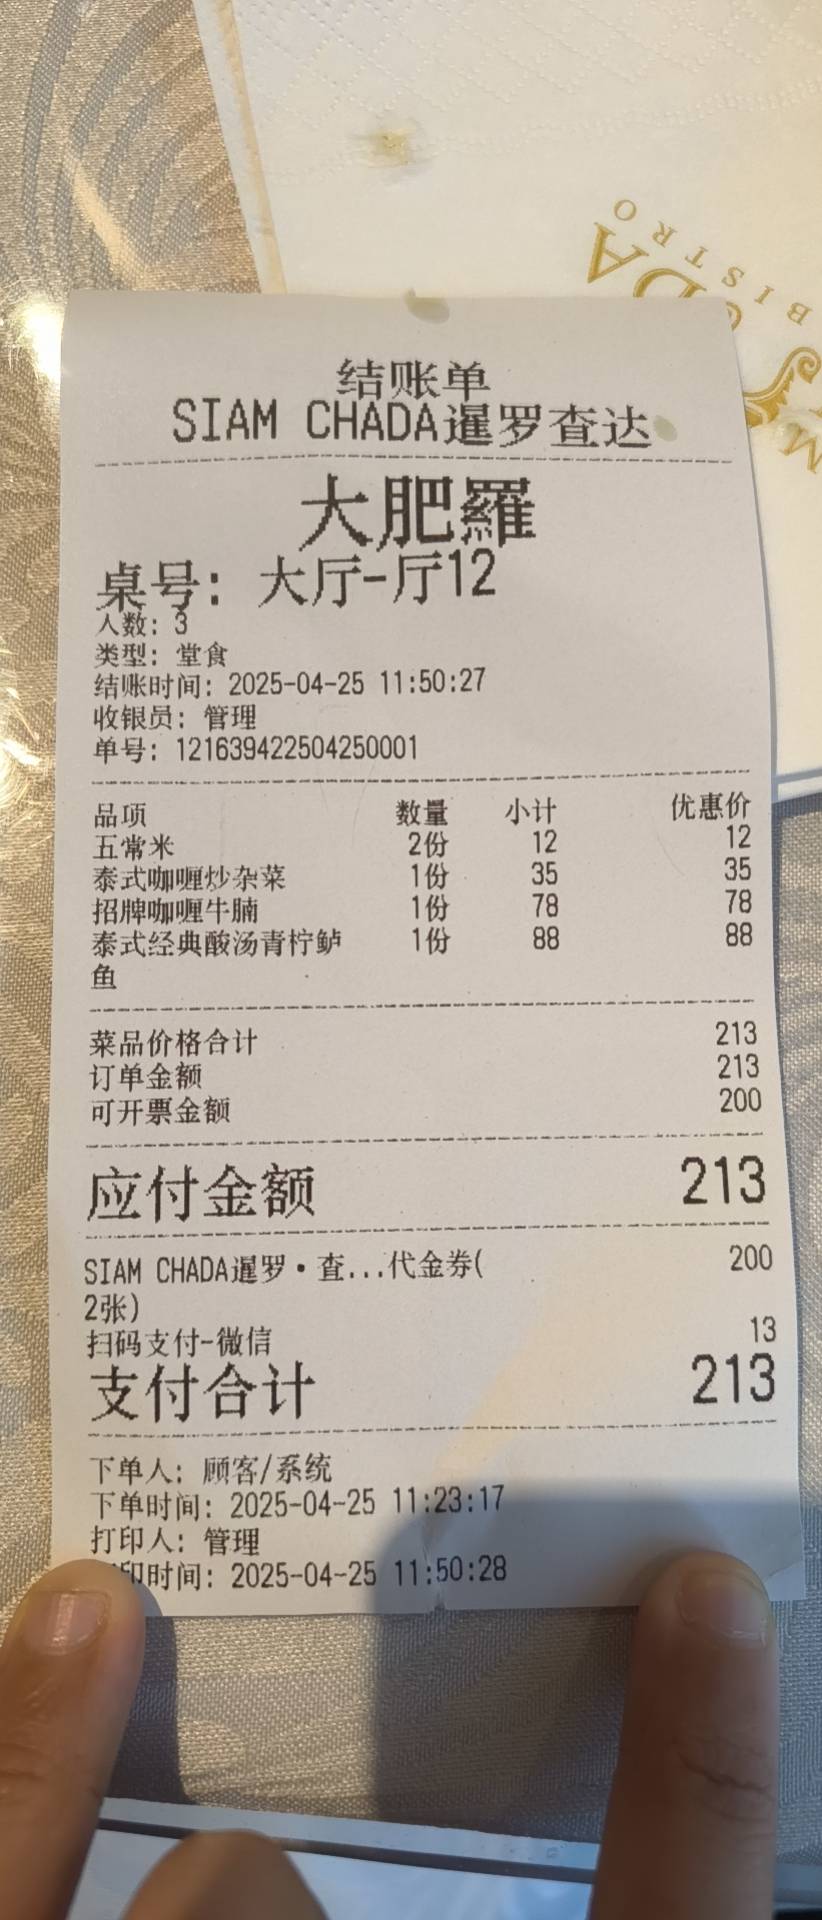 BISTRO
结账单
SIAM CHADA暹罗查达
大肥羅
桌号: 大厅-厅12
人数: 3
类型: 堂食
结账时间: 2025-04-25 11:50:27
收银员: 管理
单号: 121639422504250001
品项 数量 小计 优惠价
五常米 2份 12 12
泰式咖喱炒杂菜 1份 35 35
招牌咖喱牛腩 1份 78 78
泰式经典酸汤青柠鲈 1份 88 88
鱼
菜品价格合计 213
订单金额 213
可开票金额 200
应付金额 213
SIAM CHADA暹罗·查...代金券( 200
2张)
扫码支付-微信 13
支付合计 213
下单人: 顾客/系统
下单时间: 2025-04-25 11:23:17
打印人: 管理
印时间: 2025-04-25 11:50:28